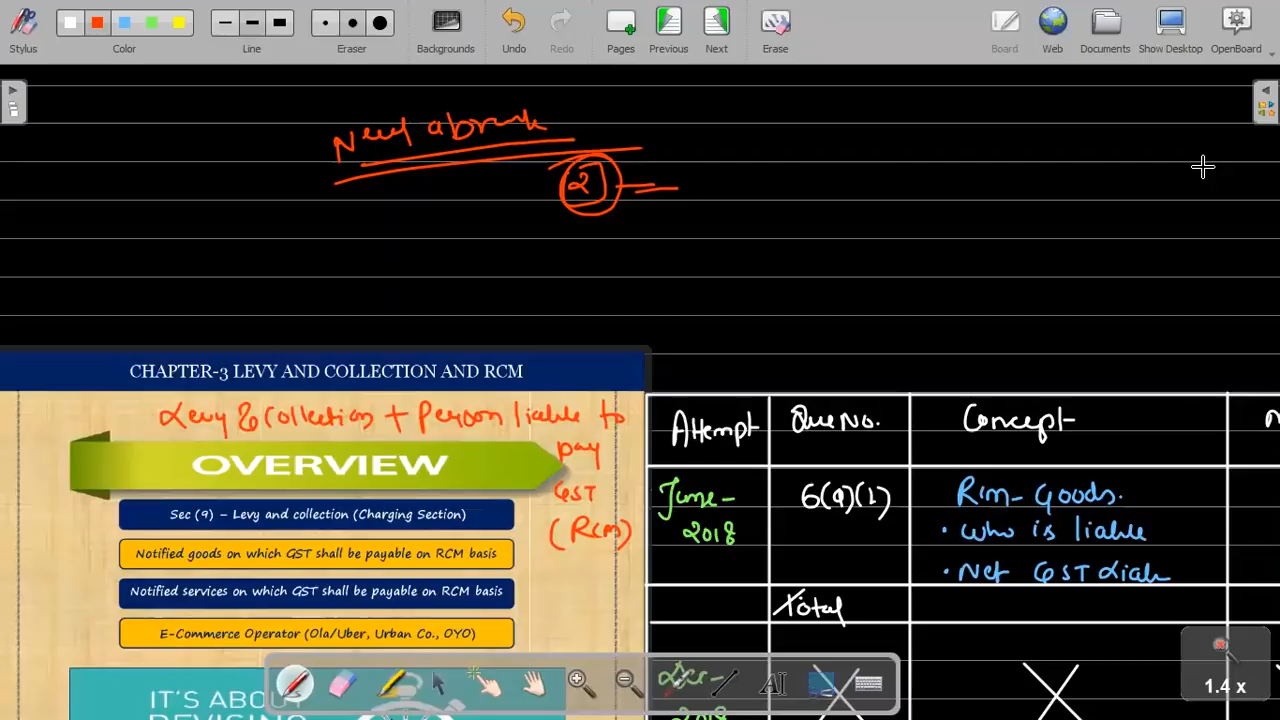 Stylus
Color
Line
Eraser
Backgrounds
Undo
Redo
Pages
Previous
Next
Erase
Board
Web
Documents
Show Desktop
OpenBoard
Need
2
CHAPTER-3 LEVY AND COLLECTION AND RCM
Levy & Collection + Person liable to
pay
GST
(RCM)
OVERVIEW
Sec (9) – Levy and collection (Charging Section)
Notified goods on which GST shall be payable on RCM basis
Notified services on which GST shall be payable on RCM basis
E-Commerce Operator (Ola/Uber, Urban Co., OYO)
IT'S ABOUT
Attempt
Que No.
Concept
June-
2018
6(a)(1)
Rcm- Goods.
• Who is liable
• Net GST Liab
Total
Dec-
2018
1.4 x